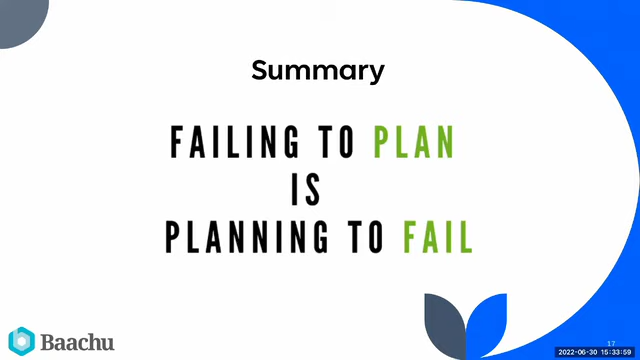 Summary
FAILING TO PLAN
IS
PLANNING TO FAIL
Baachu
17
2022-06-30 15:33:59